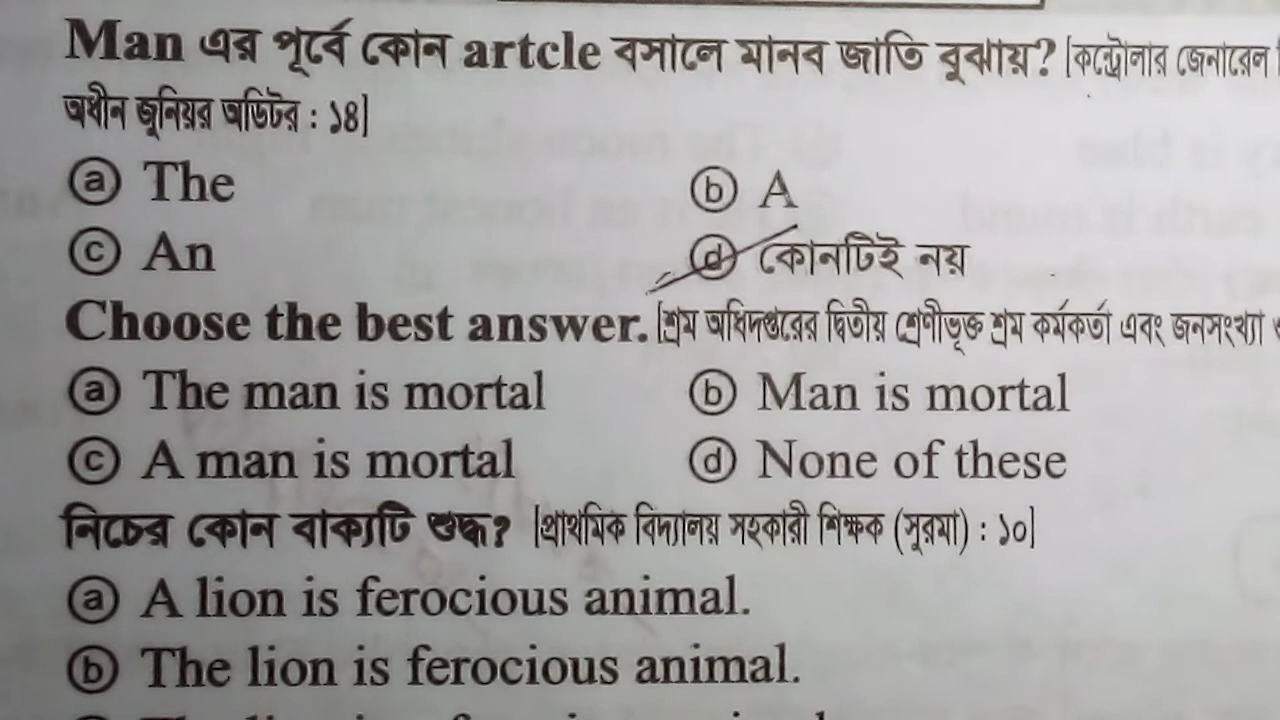 Man এর পূর্বে কোন artcle বসালে মানব জাতি বুঝায়? [কন্ট্রোলার জেনারেল
অধীন জুনিয়র অডিটর : ১৪]
ⓐ The ⓑ A
ⓒ An ⓓ কোনটিই নয়
Choose the best answer. [শ্রম অধিদপ্তরের দ্বিতীয় শ্রেণীভূক্ত শ্রম কর্মকর্তা এবং জনসংখ্যা
ⓐ The man is mortal ⓑ Man is mortal
ⓒ A man is mortal ⓓ None of these
নিচের কোন বাক্যটি শুদ্ধ? [প্রাথমিক বিদ্যালয় সহকারী শিক্ষক (সুরমা) : ১০]
ⓐ A lion is ferocious animal.
ⓑ The lion is ferocious animal.